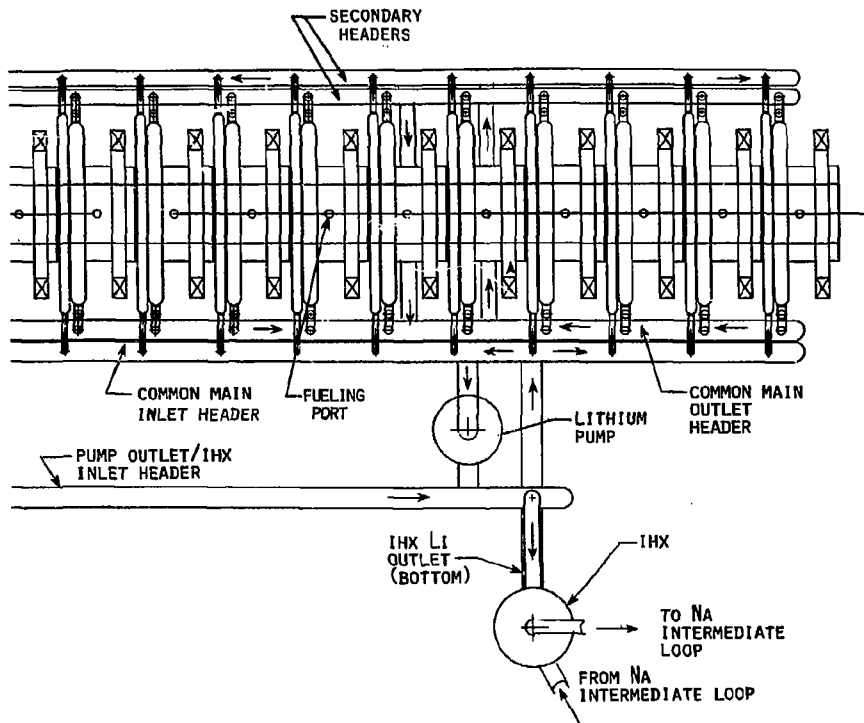 SECONDARY
HEADERS
COMMON MAIN
INLET HEADER
FUELING
PORT
COMMON MAIN
OUTLET
HEADER
LITHIUM
PUMP
PUMP OUTLET/IHX
INLET HEADER
IHX LI
OUTLET
(BOTTOM)
IHX
TO NA
INTERMEDIATE
LOOP
FROM NA
INTERMEDIATE LOOP